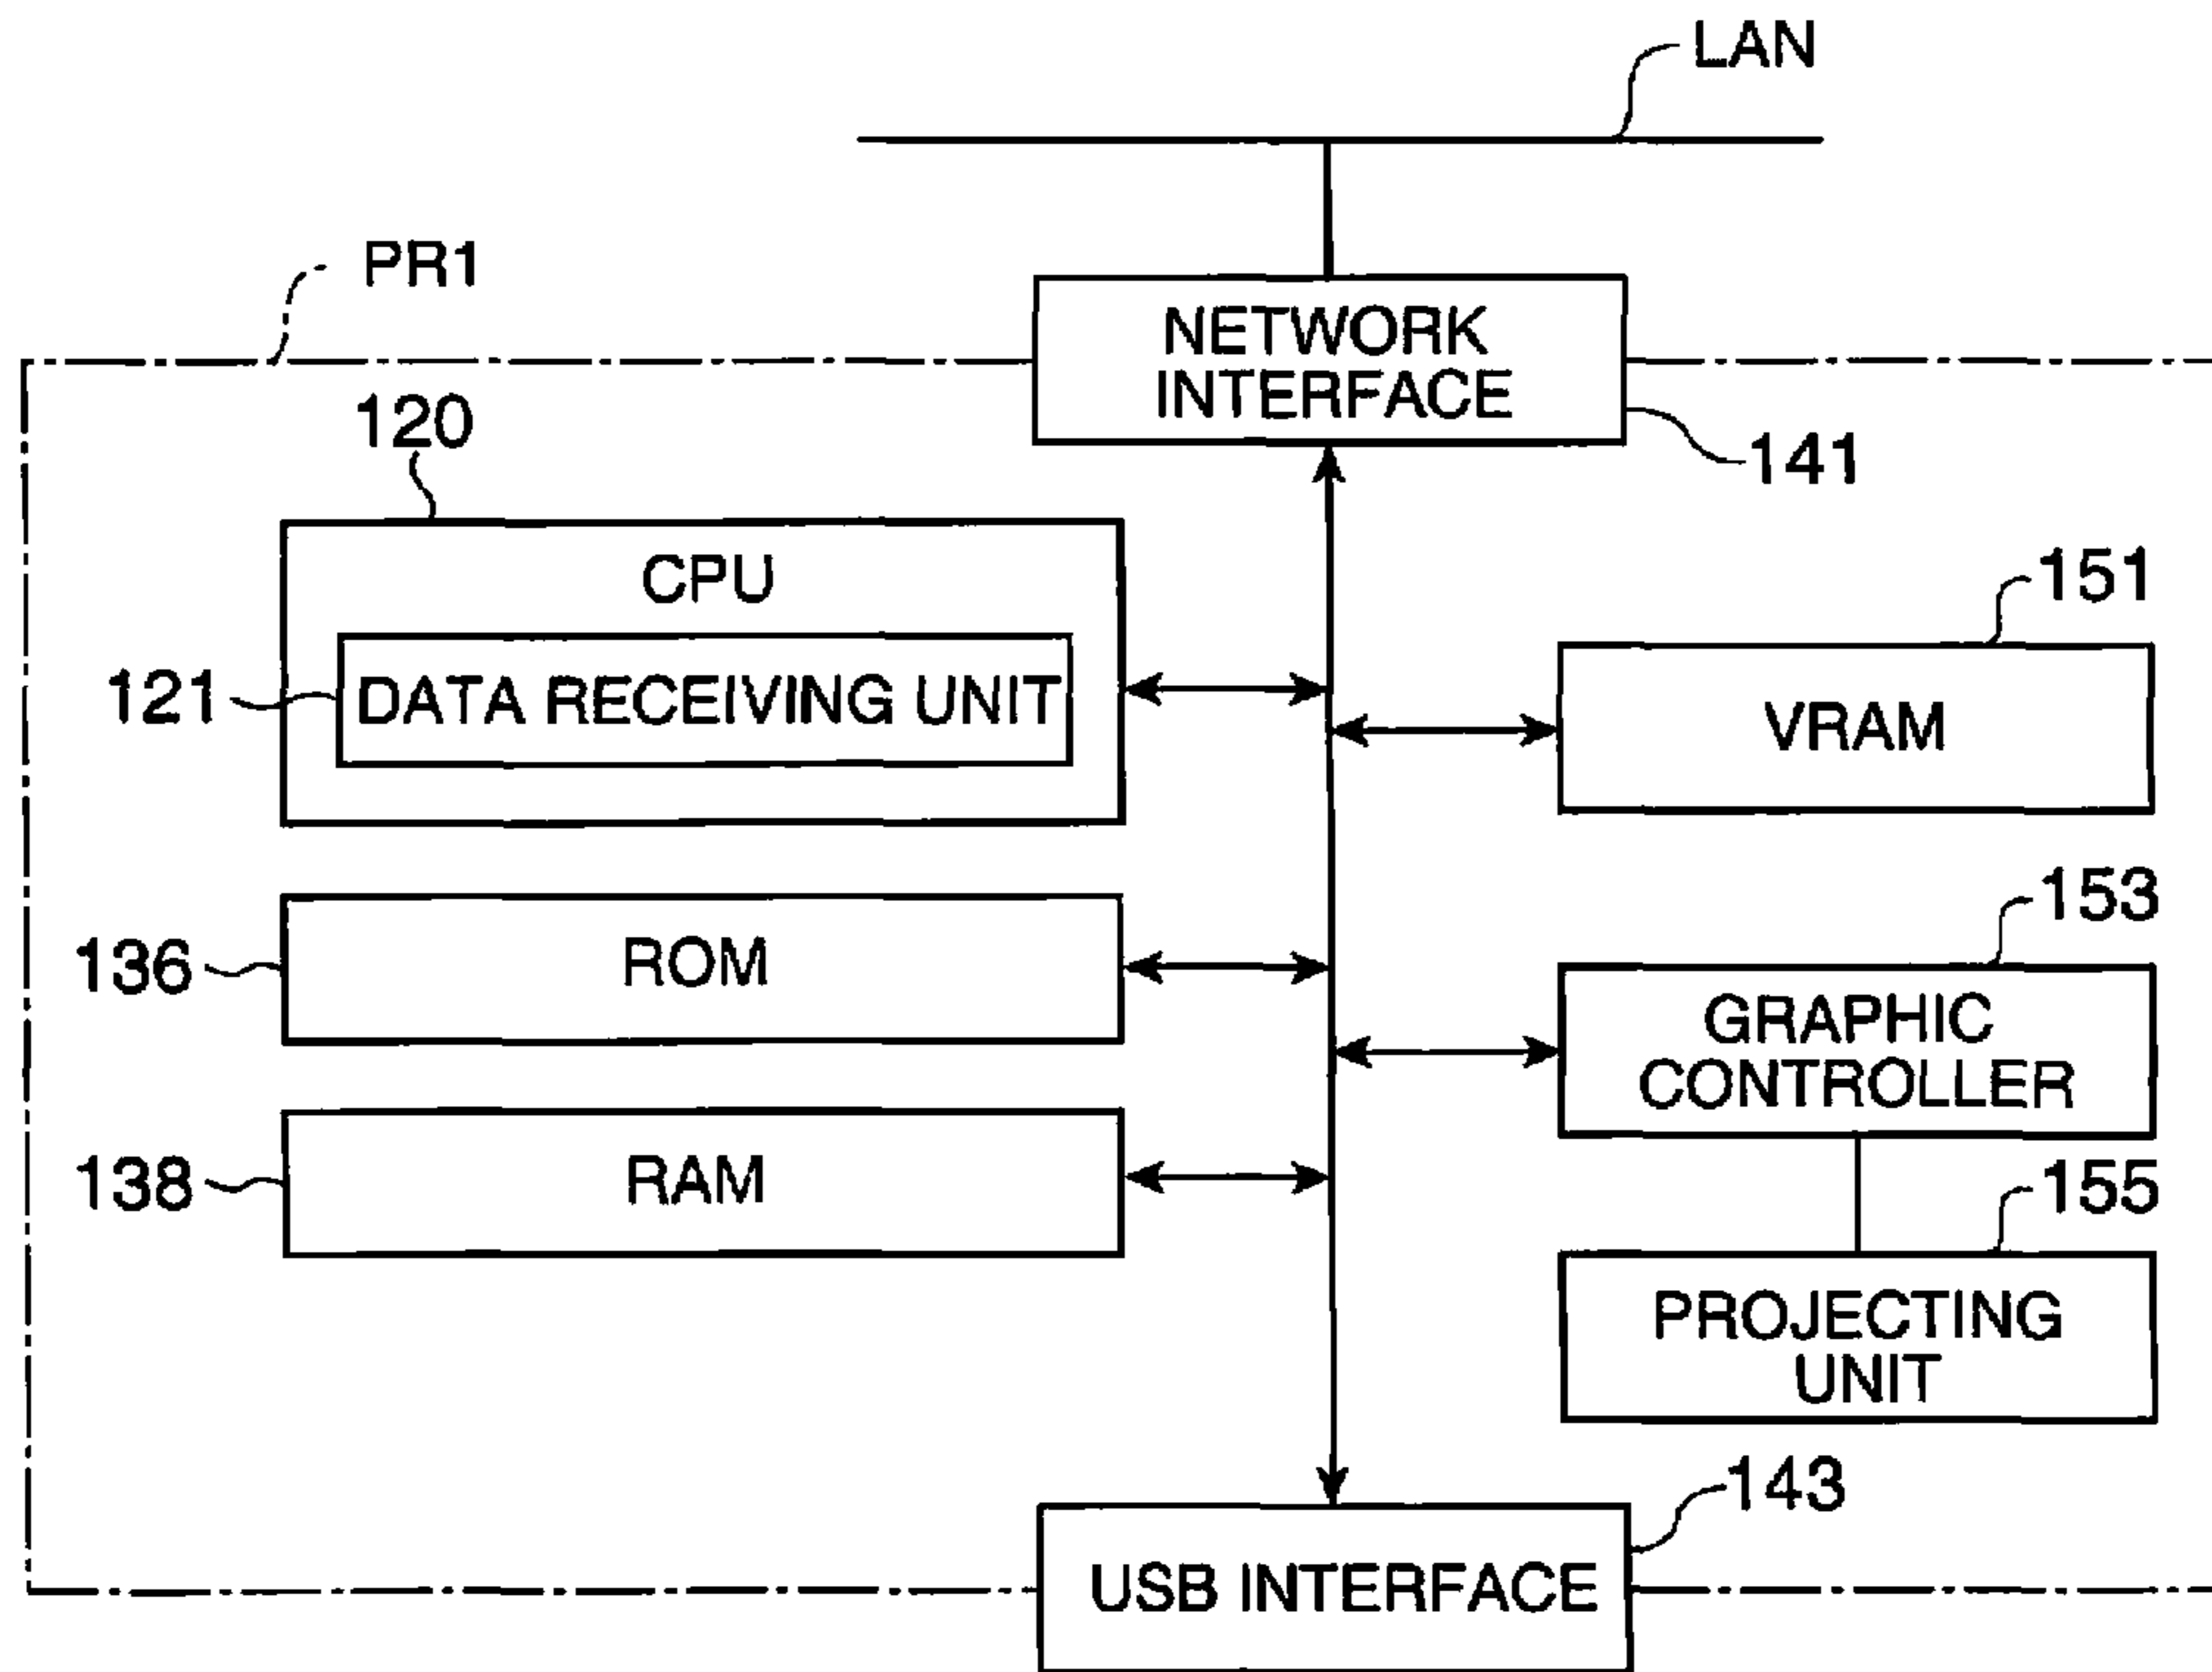 LAN
PR1
NETWORK
INTERFACE
141
120
CPU
121
DATA RECEIVING UNIT
151
VRAM
136
ROM
153
GRAPHIC
CONTROLLER
138
RAM
155
PROJECTING
UNIT
143
USB INTERFACE